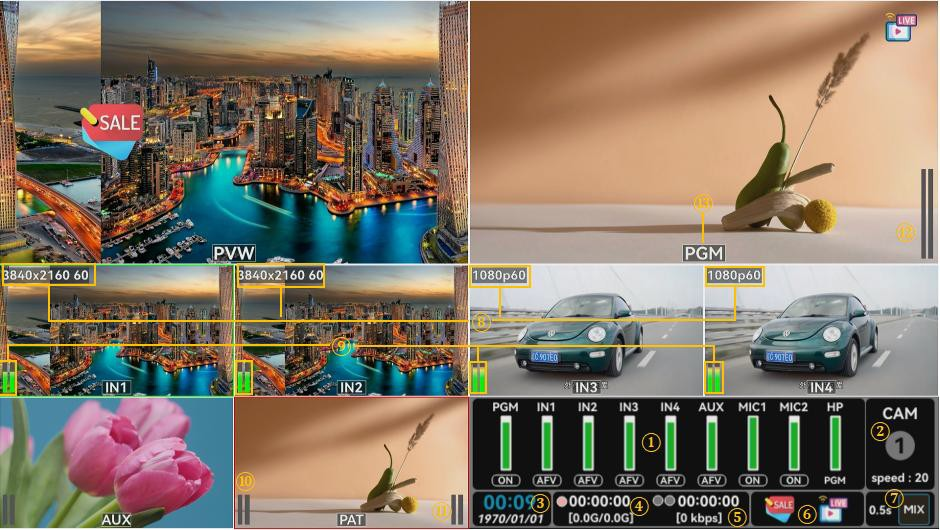 SALE
PVW
LIVE
⑬
⑫
PGM
3840x2160 60
3840x2160 60
1080p60
1080p60
⑧
⑨
IN1
IN2
IN3
IN4
PGM IN1 IN2 IN3 IN4 AUX MIC1 MIC2 HP
①
ON AFV AFV AFV AFV AFV ON ON PGM
CAM
②
1
speed : 20
⑩
⑪
AUX
PAT
00:09
③
1970/01/01
00:00:00
④
[0.0G/0.0G]
00:00:00
[0 kbps]
⑤
SALE
⑥
LIVE
⑦
0.5s
MIX